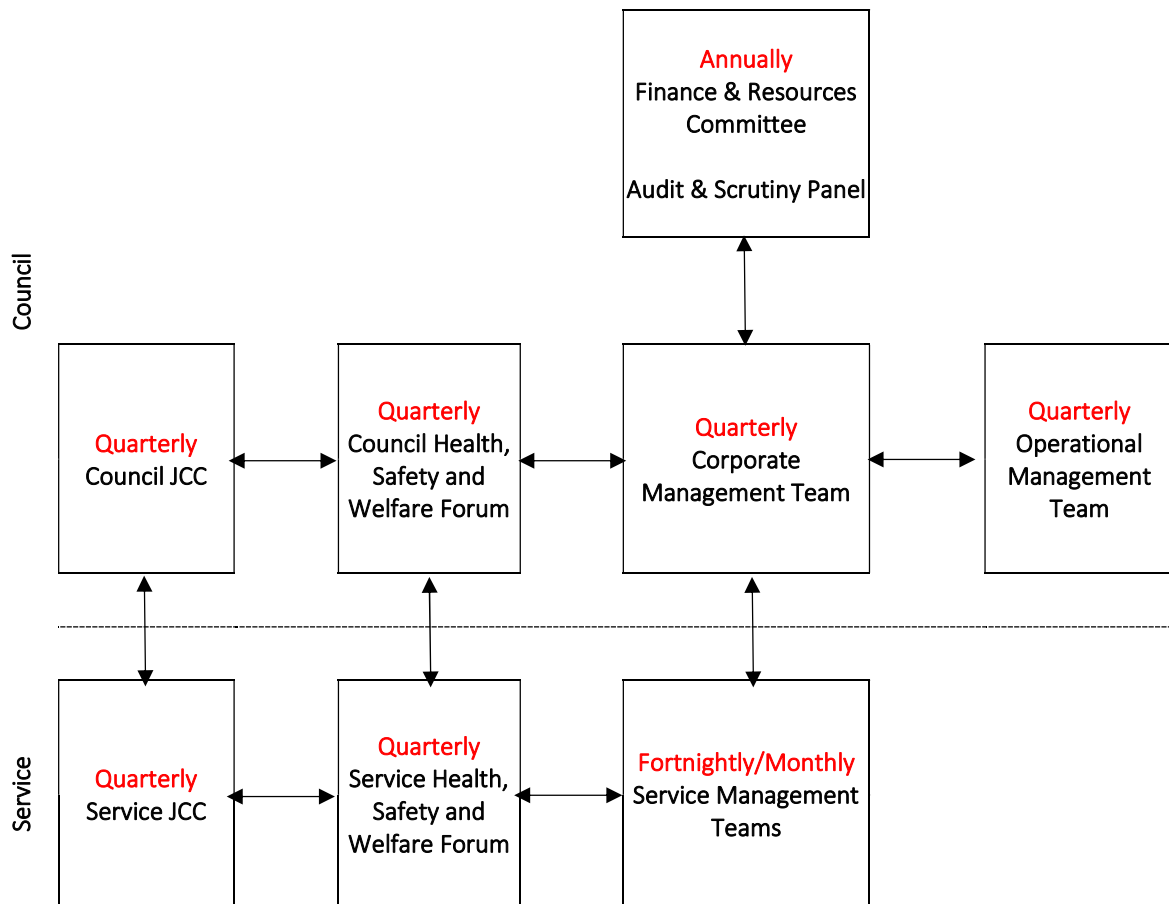 Annually
Finance & Resources
Committee
Audit & Scrutiny Panel
Council
Quarterly
Council JCC
Quarterly
Council Health,
Safety and
Welfare Forum
Quarterly
Corporate
Management Team
Quarterly
Operational
Management
Team
Service
Quarterly
Service JCC
Quarterly
Service Health,
Safety and
Welfare Forum
Fortnightly/Monthly
Service Management
Teams